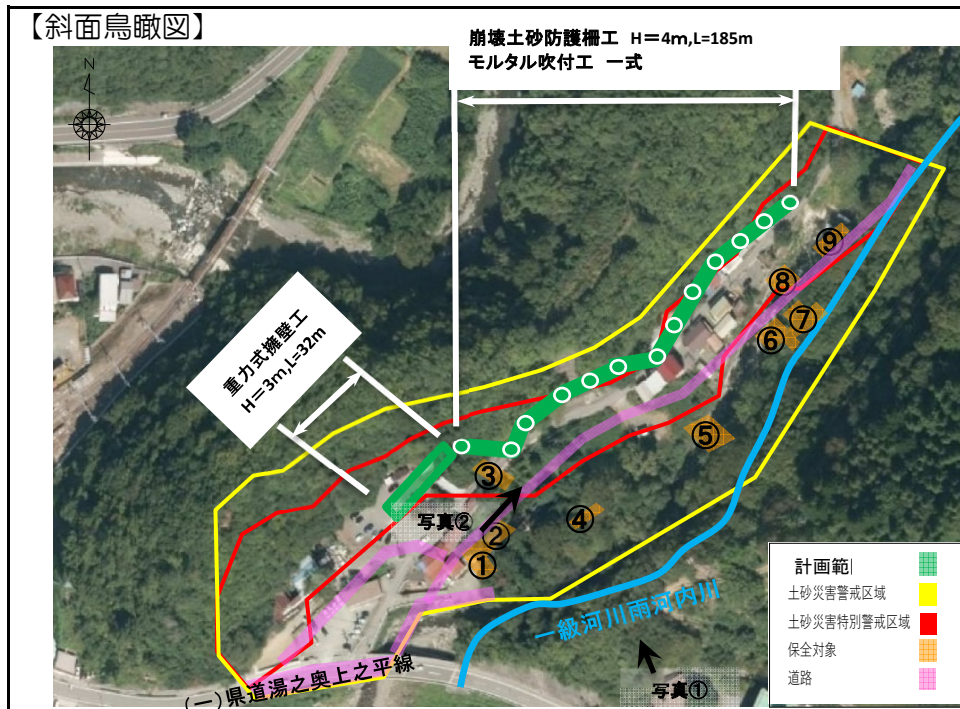 【斜面鳥瞰図】
崩壊土砂防護柵工 H=4m,L=185m
モルタル吹付工 一式
N
重力式擁壁工
H=3m,L=32m
⑨
⑧
⑦
⑥
⑤
③
写真②
②
④
①
一級河川雨河内川
写真①
(一)県道湯之奥上之平線
計画範
土砂災害警戒区域
土砂災害特別警戒区域
保全対象
道路